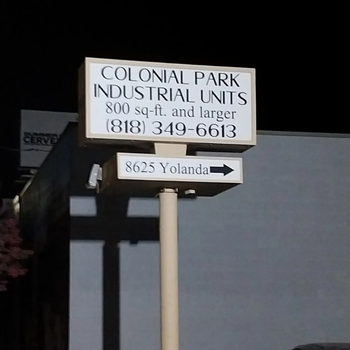 COLONIAL PARK
INDUSTRIAL UNITS
800 sq-ft. and larger
(818) 349-6613
8625 Yolanda